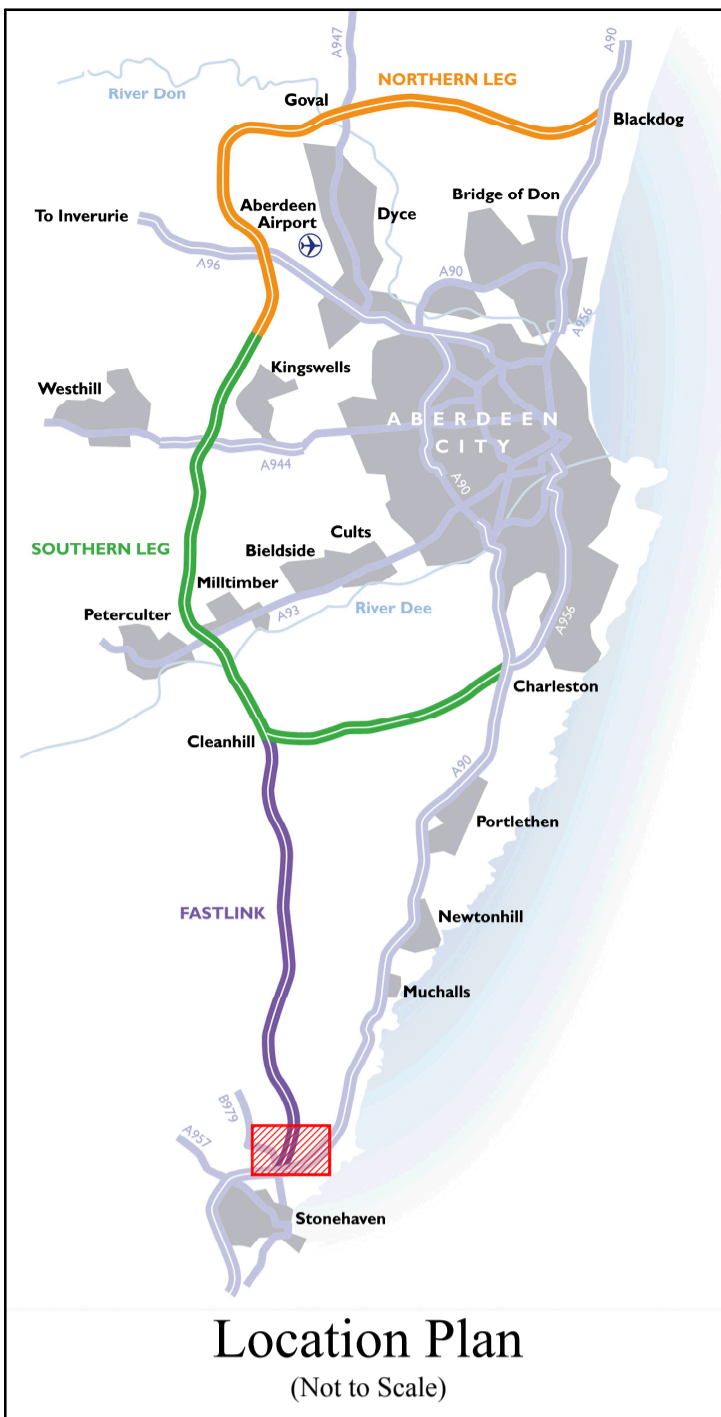 A947
A90
NORTHERN LEG
River Don
Goval
Blackdog
Bridge of Don
Aberdeen
Airport
Dyce
To Inverurie
A96
A90
A956
Kingswells
Westhill
ABERDEEN
CITY
A944
A90
SOUTHERN LEG
Cults
Bieldside
Milltimber
Peterculter
A93
River Dee
A956
Charleston
Cleanhill
A90
Portlethen
FASTLINK
Newtonhill
Muchalls
B979
A957
Stonehaven
Location Plan
(Not to Scale)